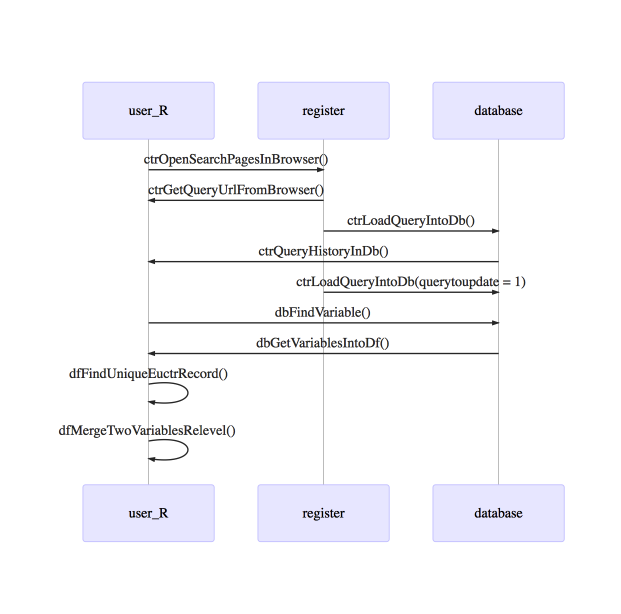 user_R register database
ctrOpenSearchPagesInBrowser()
ctrGetQueryUrlFromBrowser()
ctrLoadQueryIntoDb()
ctrQueryHistoryInDb()
ctrLoadQueryIntoDb(querytoupdate = 1)
dbFindVariable()
dbGetVariablesIntoDf()
dfFindUniqueEuctrRecord()
dfMergeTwoVariablesRelevel()
user_R register database